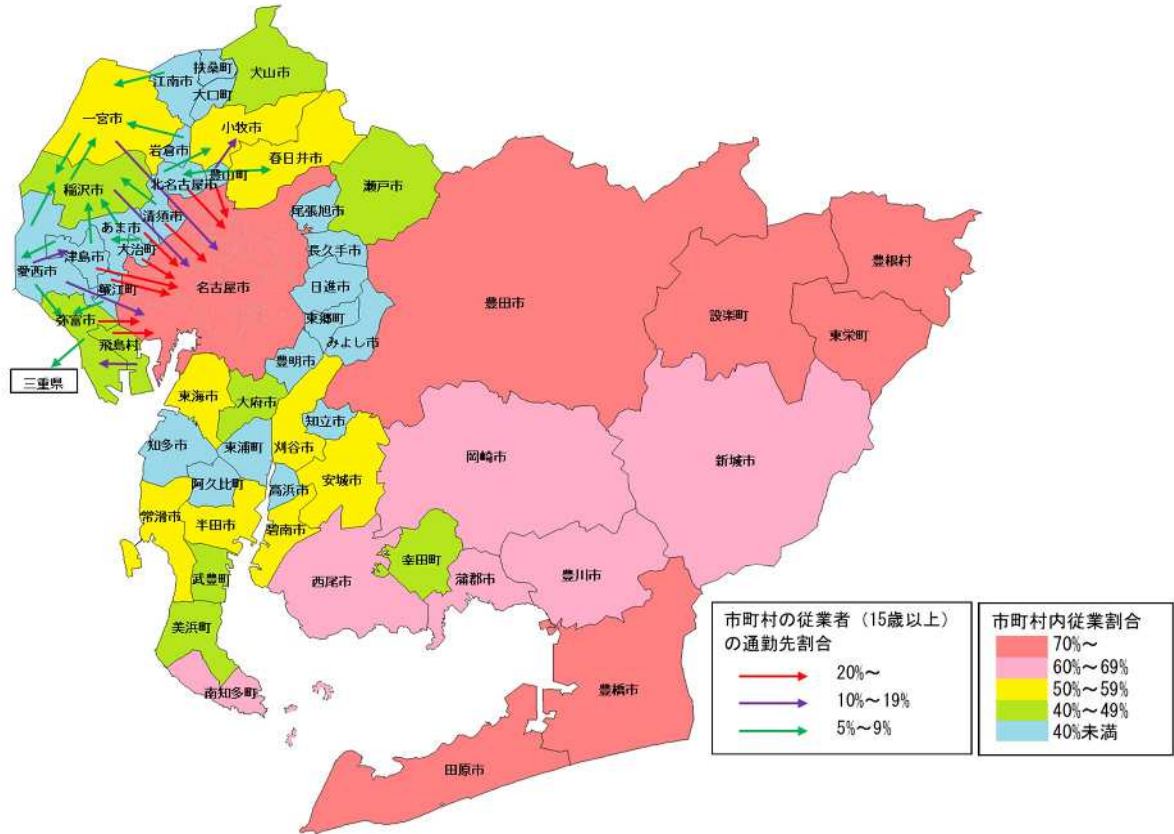 扶桑町
犬山市
江南市
大口町
一宮市
小牧市
岩倉市
春日井市
豊山町
北名古屋市
瀬戸市
稲沢市
尾張旭市
清須市
あま市
大治町
長久手市
津島市
愛西市
日進市
名古屋市
蟹江町
豊田市
豊根村
設楽町
東郷町
東栄町
弥富市
みよし市
飛島村
豊明市
三重県
東海市
大府市
知立市
知多市
東浦町
刈谷市
岡崎市
新城市
阿久比町
高浜市
安城市
常滑市
半田市
碧南市
幸田町
西尾市
蒲郡市
豊川市
武豊町
美浜町
南知多町
豊橋市
田原市
市町村の従業者（15歳以上）
の通勤先割合
20%～
10%～19%
5%～9%
市町村内従業割合
70%～
60%～69%
50%～59%
40%～49%
40%未満